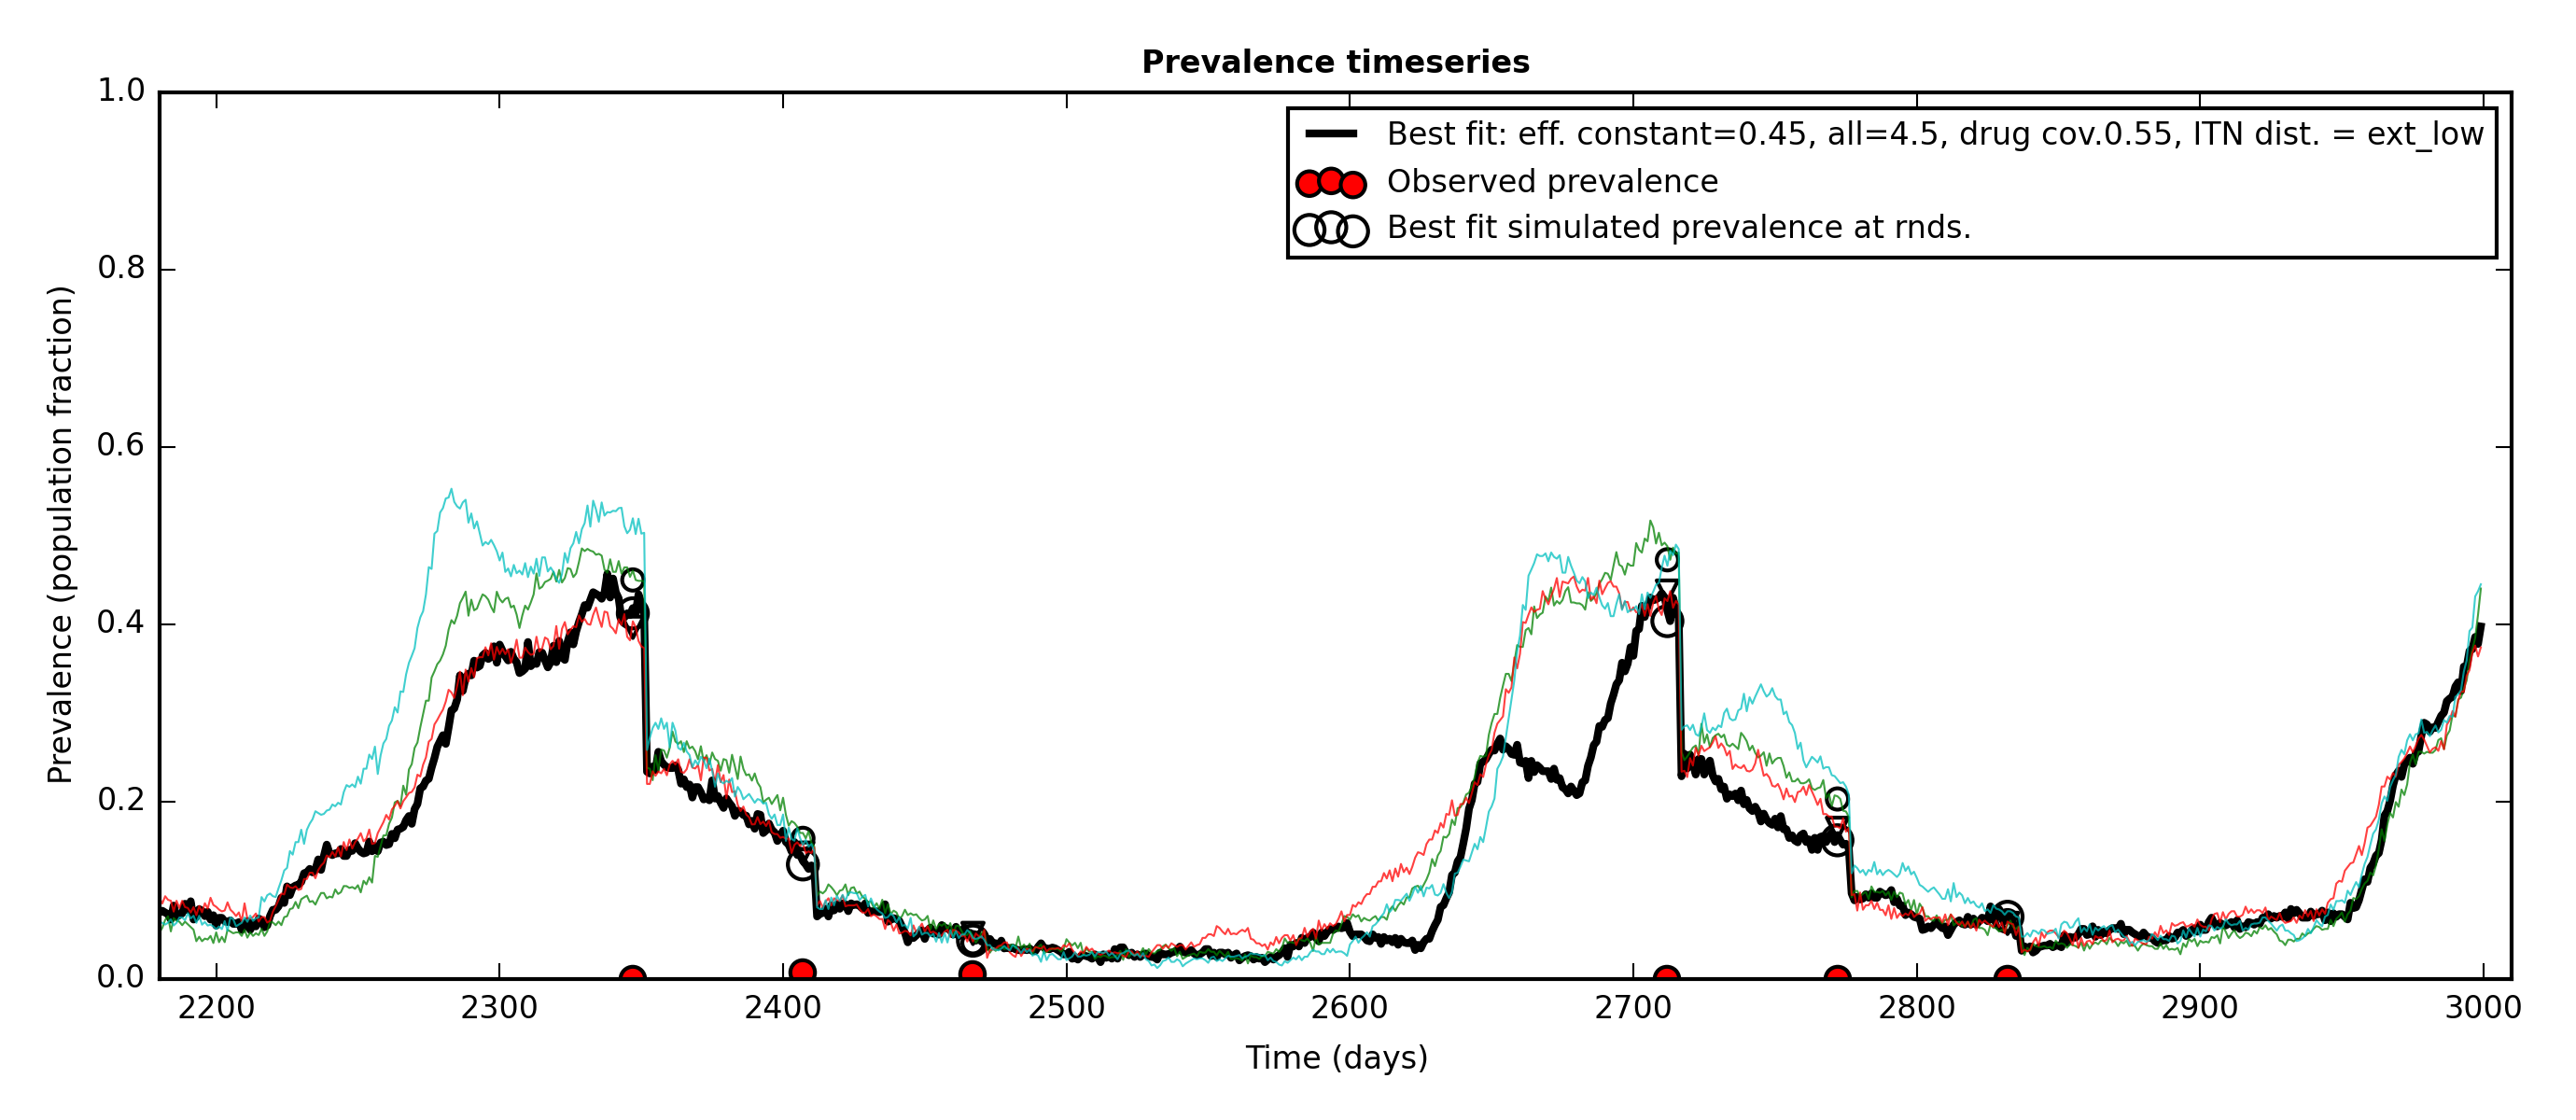 Prevalence timeseries
Best fit: eff. constant=0.45, all=4.5, drug cov.0.55, ITN dist. = ext_low
Observed prevalence
Best fit simulated prevalence at rnds.
Prevalence (population fraction)
1.0
0.8
0.6
0.4
0.2
0.0
2200 2300 2400 2500 2600 2700 2800 2900 3000
Time (days)